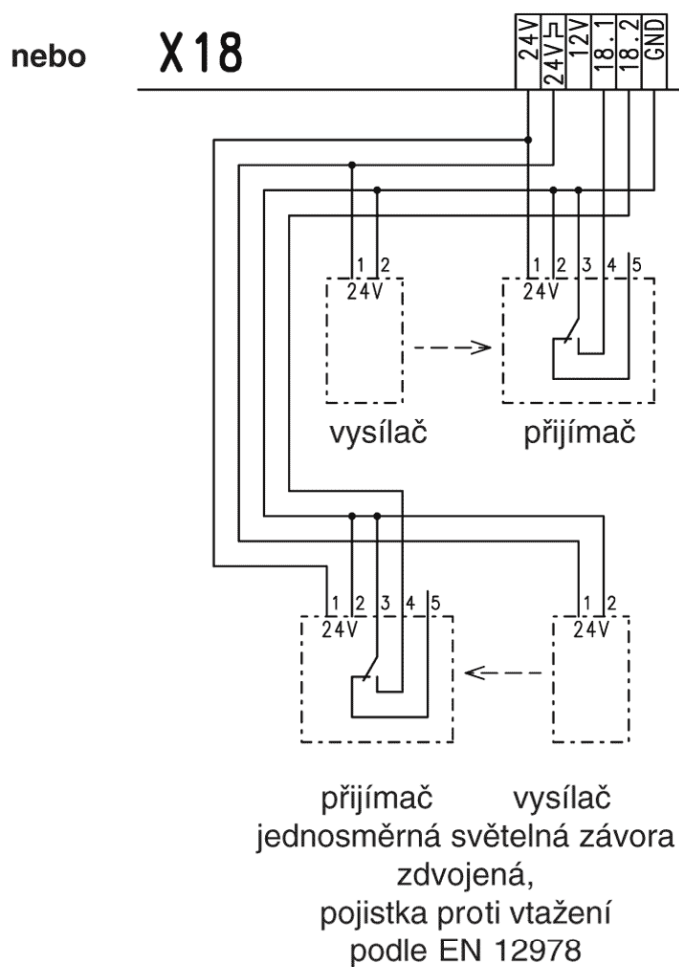 nebo X18
24V 24V⎍ 12V 18.1 18.2 GND
1 2 1 2 3 4 5
24V 24V
vysílač přijímač
1 2 3 4 5 1 2
24V 24V
přijímač vysílač
jednosměrná světelná závora
zdvojená,
pojistka proti vtažení
podle EN 12978